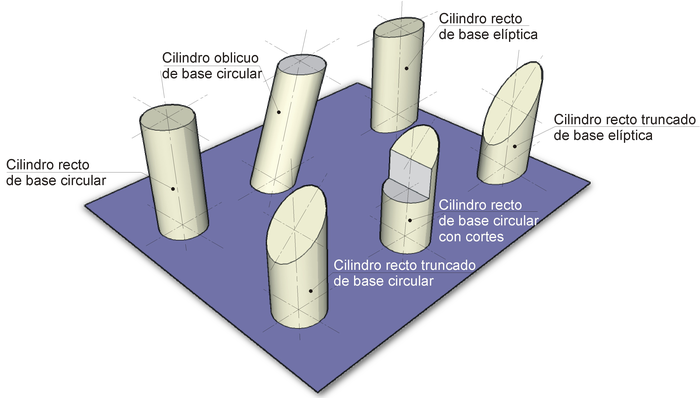 Cilindro recto
de base elíptica
Cilindro oblicuo
de base circular
Cilindro recto truncado
de base elíptica
Cilindro recto
de base circular
Cilindro recto
de base circular
con cortes
Cilindro recto truncado
de base circular